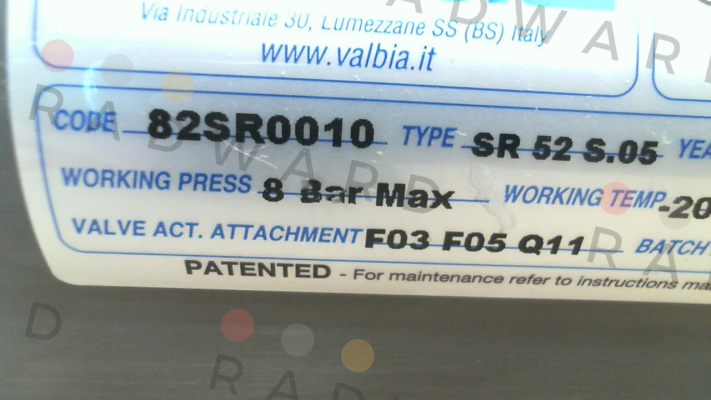 Via Industriale 30, Lumezzane SS (BS) Italy
www.valbia.it
CODE 82SR0010 TYPE SR 52 S.05
WORKING PRESS 8 Bar Max WORKING TEMP -20
VALVE ACT. ATTACHMENT F03 F05 Q11 BATCH
PATENTED - For maintenance refer to instructions
RADWARD